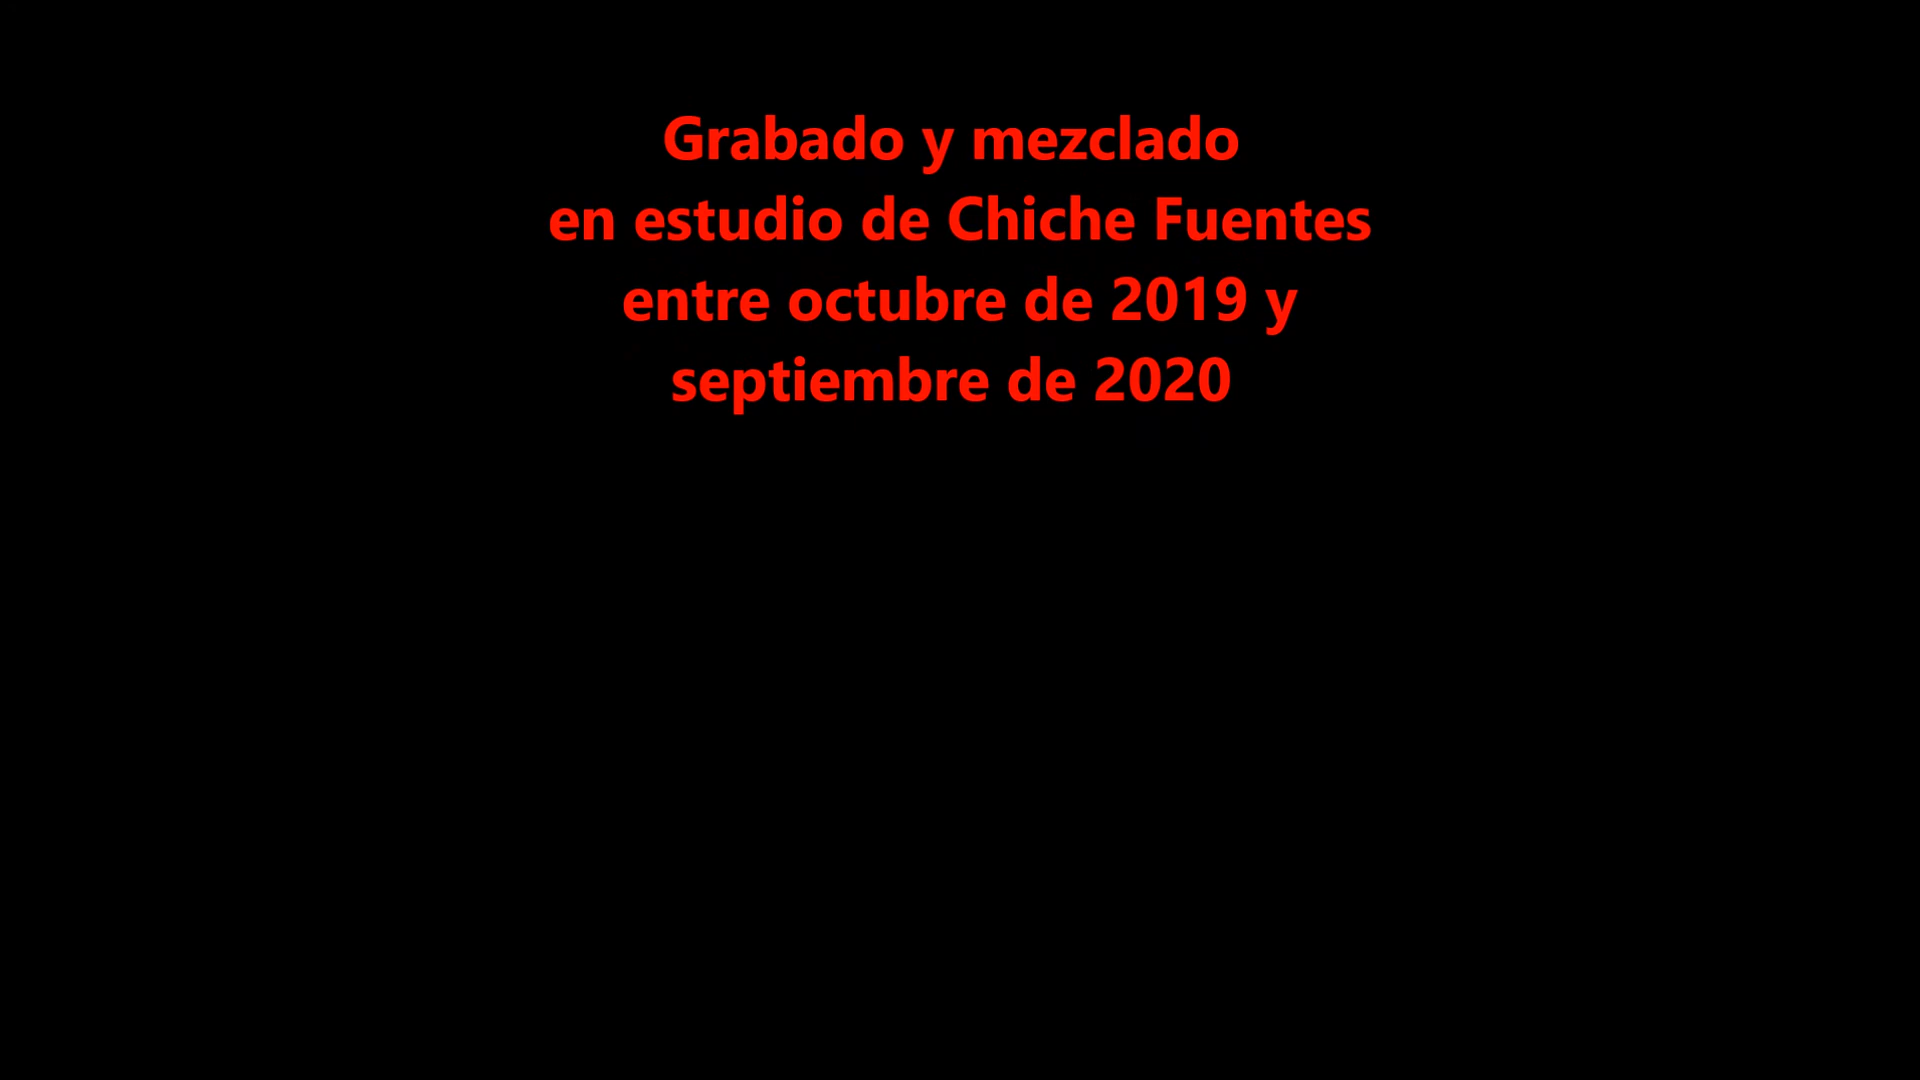 Grabado y mezclado
en estudio de Chiche Fuentes
entre octubre de 2019 y
septiembre de 2020